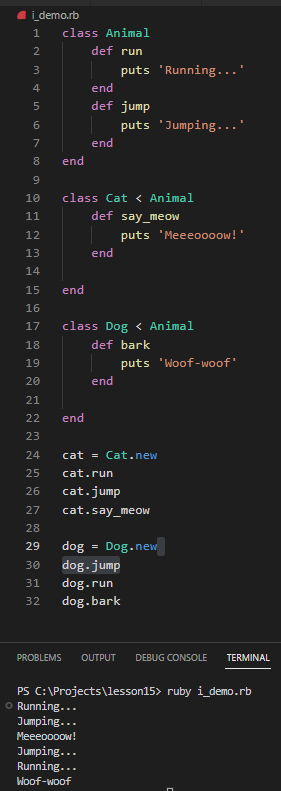 i_demo.rb
1 class Animal
2 def run
3 puts 'Running...'
4 end
5 def jump
6 puts 'Jumping...'
7 end
8 end
9
10 class Cat < Animal
11 def say_meow
12 puts 'Meeeoooow!'
13 end
14
15 end
16
17 class Dog < Animal
18 def bark
19 puts 'Woof-woof'
20 end
21
22 end
23
24 cat = Cat.new
25 cat.run
26 cat.jump
27 cat.say_meow
28
29 dog = Dog.new
30 dog.jump
31 dog.run
32 dog.bark
PROBLEMS OUTPUT DEBUG CONSOLE TERMINAL
PS C:\Projects\lesson15> ruby i_demo.rb
Running...
Jumping...
Meeeoooow!
Jumping...
Running...
Woof-woof